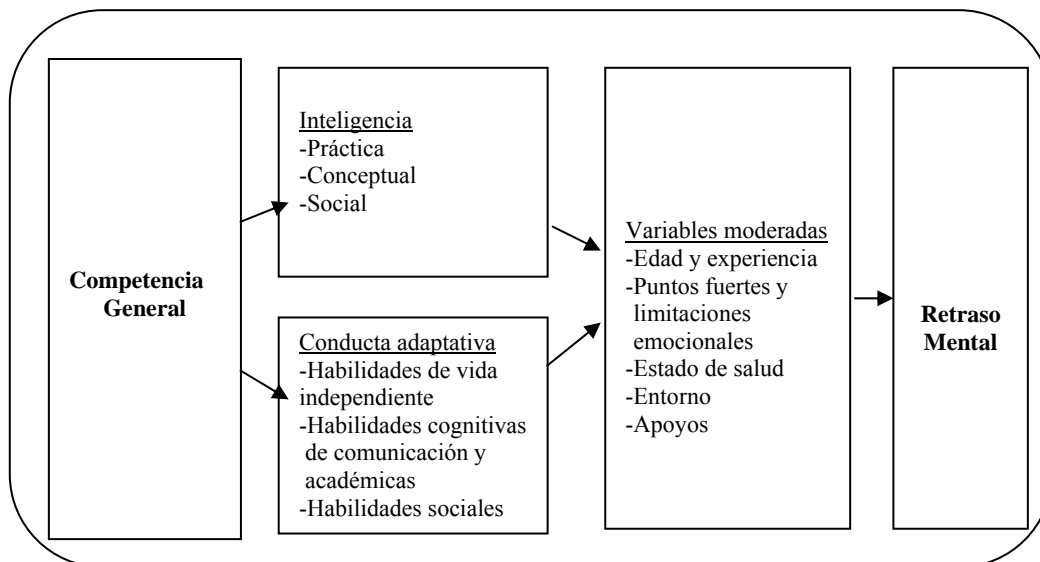 Competencia
General
Inteligencia
-Práctica
-Conceptual
-Social
Conducta adaptativa
-Habilidades de vida
independiente
-Habilidades cognitivas
de comunicación y
académicas
-Habilidades sociales
Variables moderadas
-Edad y experiencia
-Puntos fuertes y
limitaciones
emocionales
-Estado de salud
-Entorno
-Apoyos
Retraso
Mental